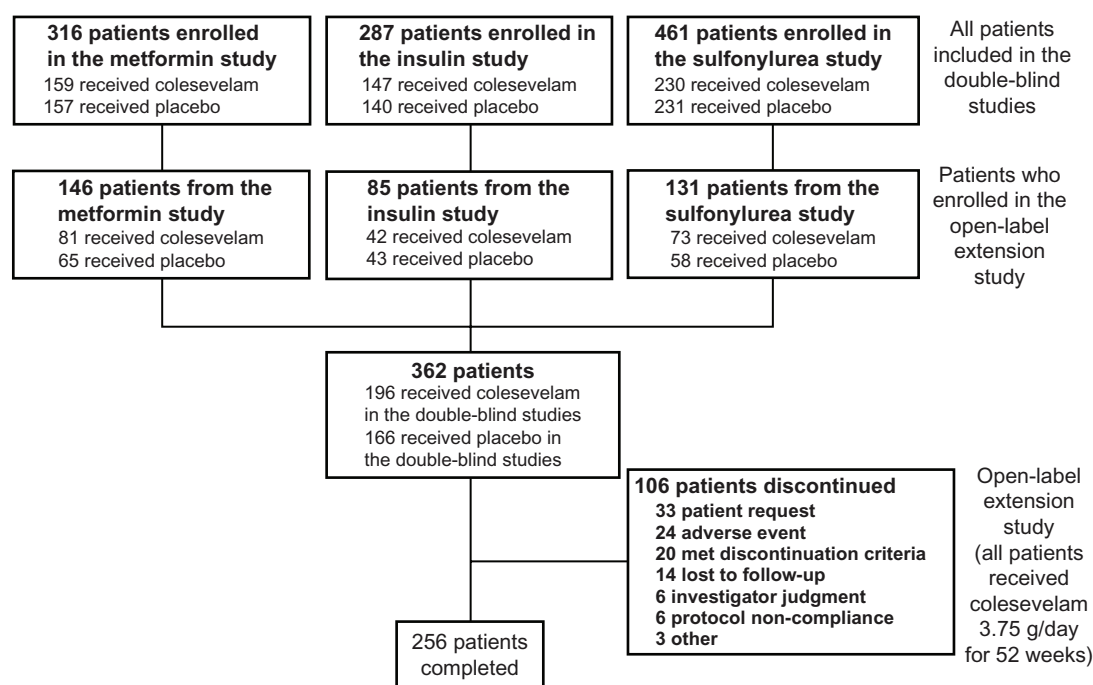 316 patients enrolled
in the metformin study
159 received colesevelam
157 received placebo
287 patients enrolled in
the insulin study
147 received colesevelam
140 received placebo
461 patients enrolled in
the sulfonylurea study
230 received colesevelam
231 received placebo
All patients
included in the
double-blind
studies
146 patients from the
metformin study
81 received colesevelam
65 received placebo
85 patients from the
insulin study
42 received colesevelam
43 received placebo
131 patients from the
sulfonylurea study
73 received colesevelam
58 received placebo
Patients who
enrolled in the
open-label
extension
study
362 patients
196 received colesevelam
in the double-blind studies
166 received placebo in
the double-blind studies
106 patients discontinued
33 patient request
24 adverse event
20 met discontinuation criteria
14 lost to follow-up
6 investigator judgment
6 protocol non-compliance
3 other
Open-label
extension
study
(all patients
received
colesevelam
3.75 g/day
for 52 weeks)
256 patients
completed